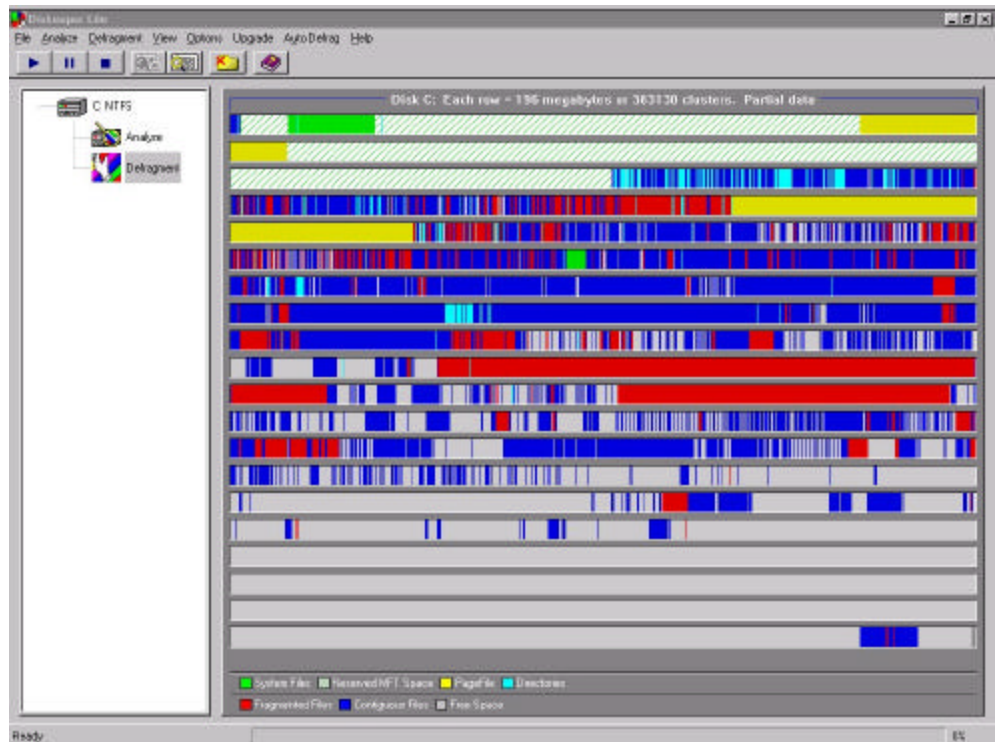 Diskeeper Lite
File Analyze Defragment View Options Upgrade AutoDefrag Help
C NTFS
Analyze
Defragment
Disk C: Each row = 196 megabytes or 383130 clusters. Partial data
System Files Reserved MFT Space PageFile Directories
Fragmented Files Contiguous Files Free Space
Ready